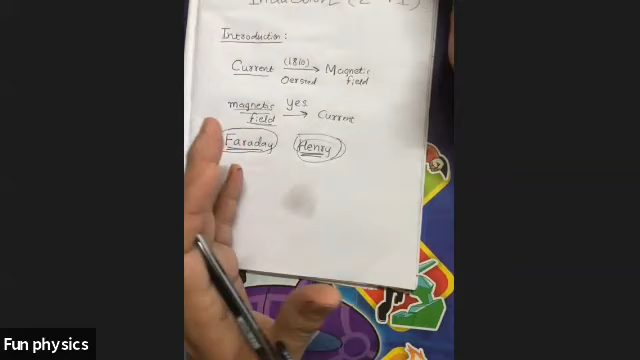 Introduction:
Current (1810) Magnetic
Oersted field
magnetic yes
field Current
Faraday Henry
Fun physics